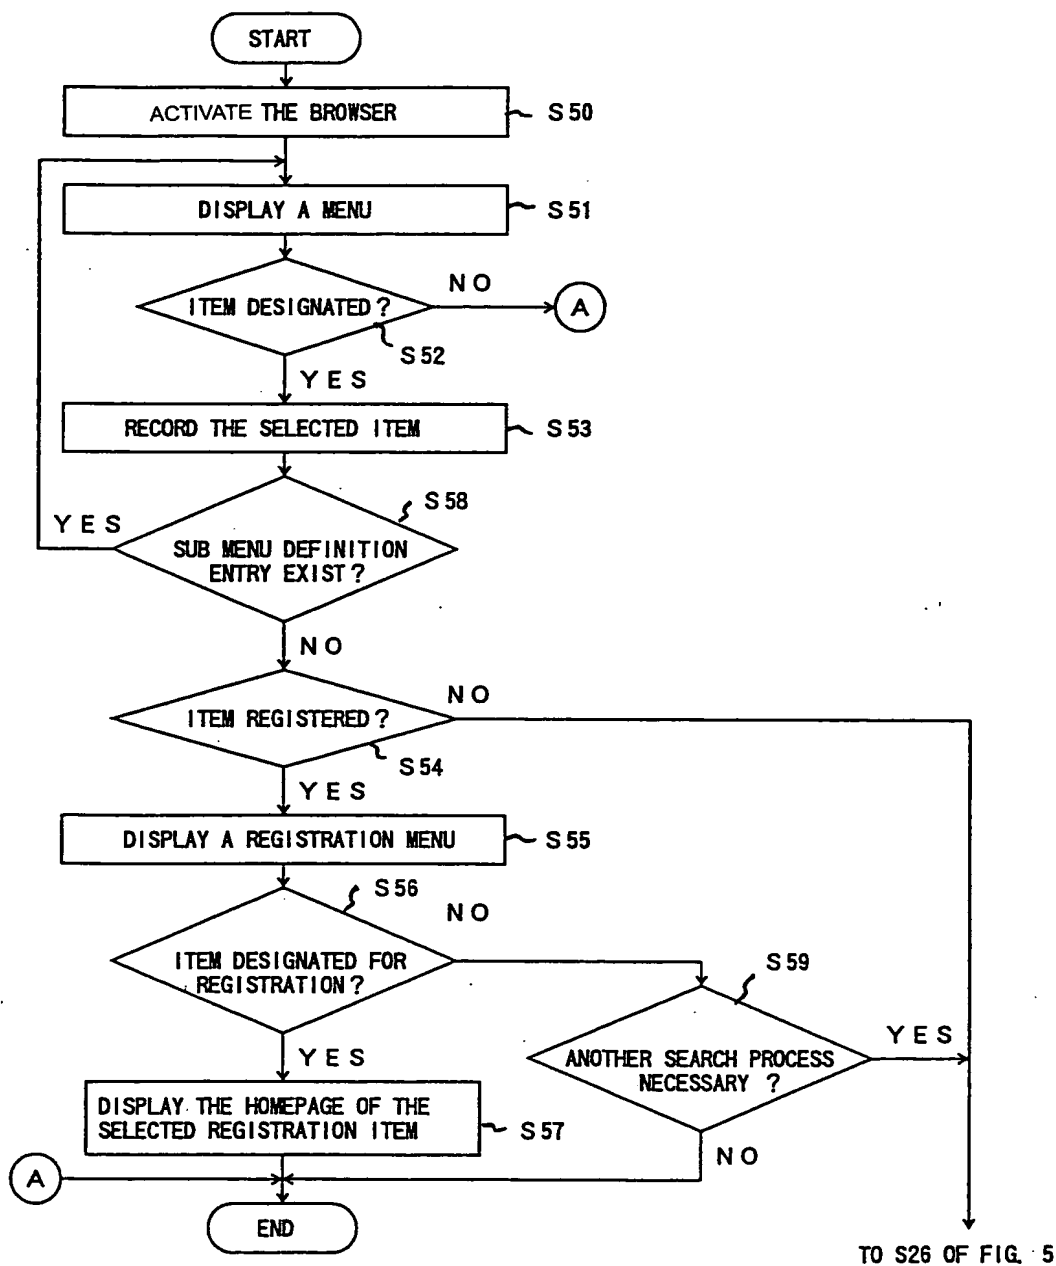 START
ACTIVATE THE BROWSER
S50
DISPLAY A MENU
S51
ITEM DESIGNATED?
NO
A
S52
YES
RECORD THE SELECTED ITEM
S53
S58
YES
SUB MENU DEFINITION
ENTRY EXIST?
NO
ITEM REGISTERED?
NO
S54
YES
DISPLAY A REGISTRATION MENU
S55
S56
NO
ITEM DESIGNATED FOR
REGISTRATION?
S59
YES
ANOTHER SEARCH PROCESS
NECESSARY ?
YES
DISPLAY THE HOMEPAGE OF THE
SELECTED REGISTRATION ITEM
S57
NO
A
END
TO S26 OF FIG. 5